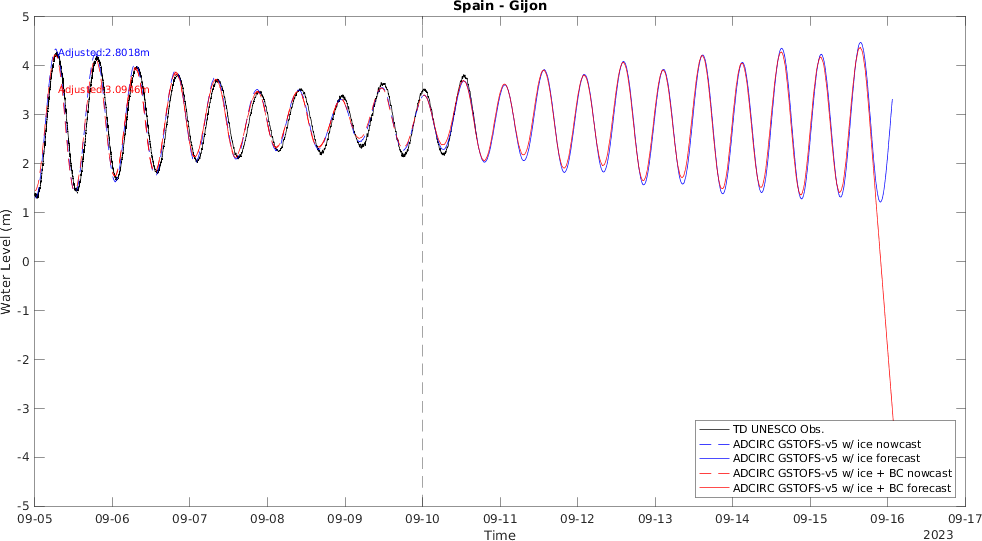 Spain - Gijon
Adjusted:2.8018m
Adjusted:3.0946m
Water Level (m)
5
4
3
2
1
0
-1
-2
-3
-4
-5
TD UNESCO Obs.
ADCIRC GSTOFS-v5 w/ ice nowcast
ADCIRC GSTOFS-v5 w/ ice forecast
ADCIRC GSTOFS-v5 w/ ice + BC nowcast
ADCIRC GSTOFS-v5 w/ ice + BC forecast
09-05 09-06 09-07 09-08 09-09 09-10 09-11 09-12 09-13 09-14 09-15 09-16 09-17
Time
2023